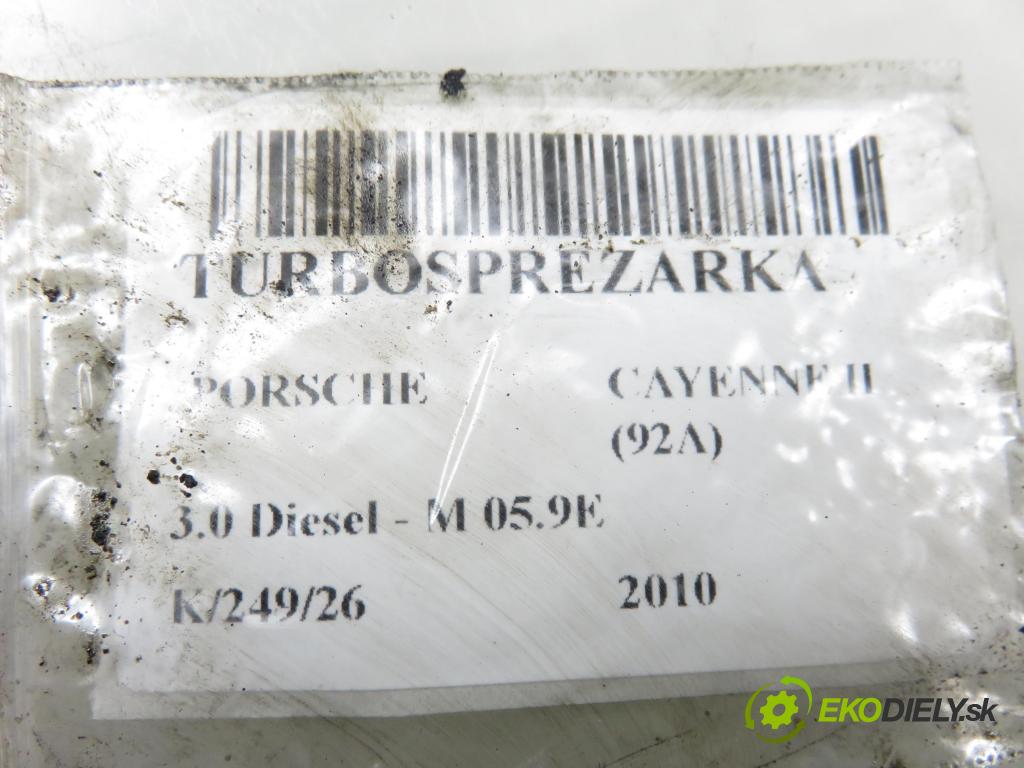 TURBOSPREZARKA
PORSCHE CAYENNE II
(92A)
3.0 Diesel - M 05.9E
K/249/26 2010
EKODIELY.sk